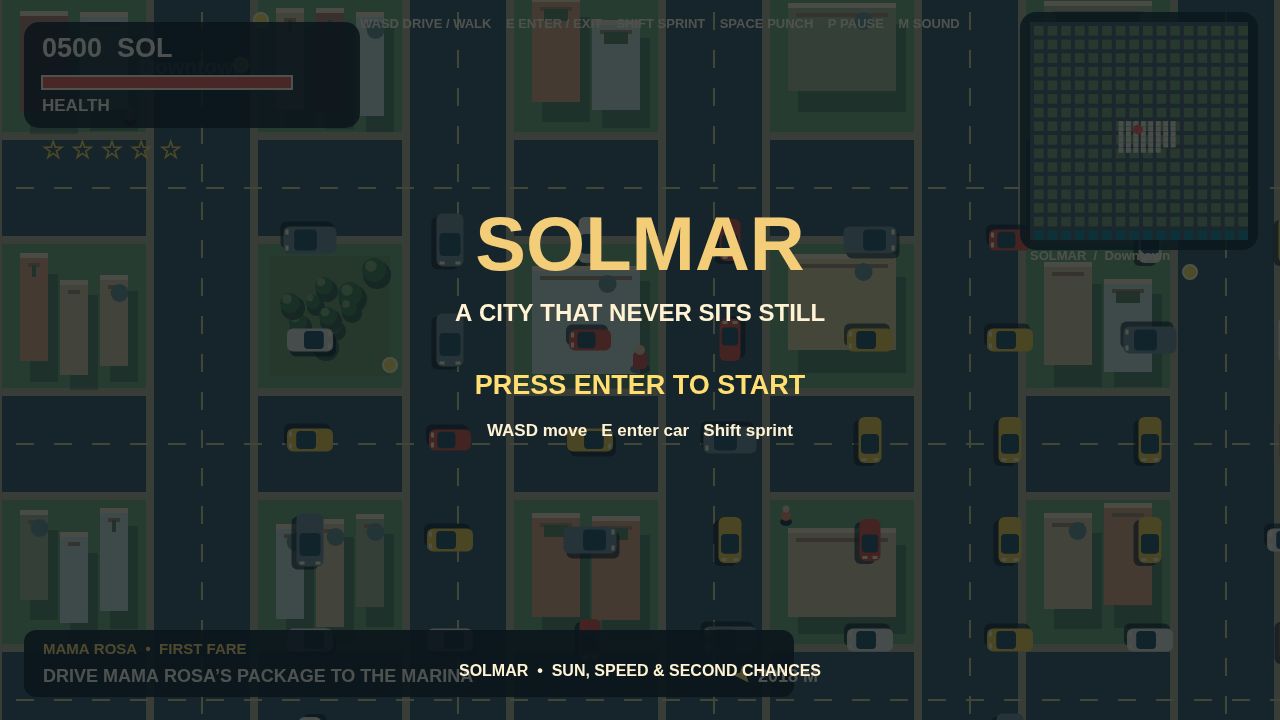 WASD DRIVE / WALK E ENTER / EXIT SHIFT SPRINT SPACE PUNCH P PAUSE M SOUND
0500 SOL
Downtown
HEALTH
SOLMAR / Downtown
SOLMAR
A CITY THAT NEVER SITS STILL
PRESS ENTER TO START
WASD move E enter car Shift sprint
MAMA ROSA • FIRST FARE
DRIVE MAMA ROSA'S PACKAGE TO THE MARINA
SOLMAR • SUN, SPEED & SECOND CHANCES